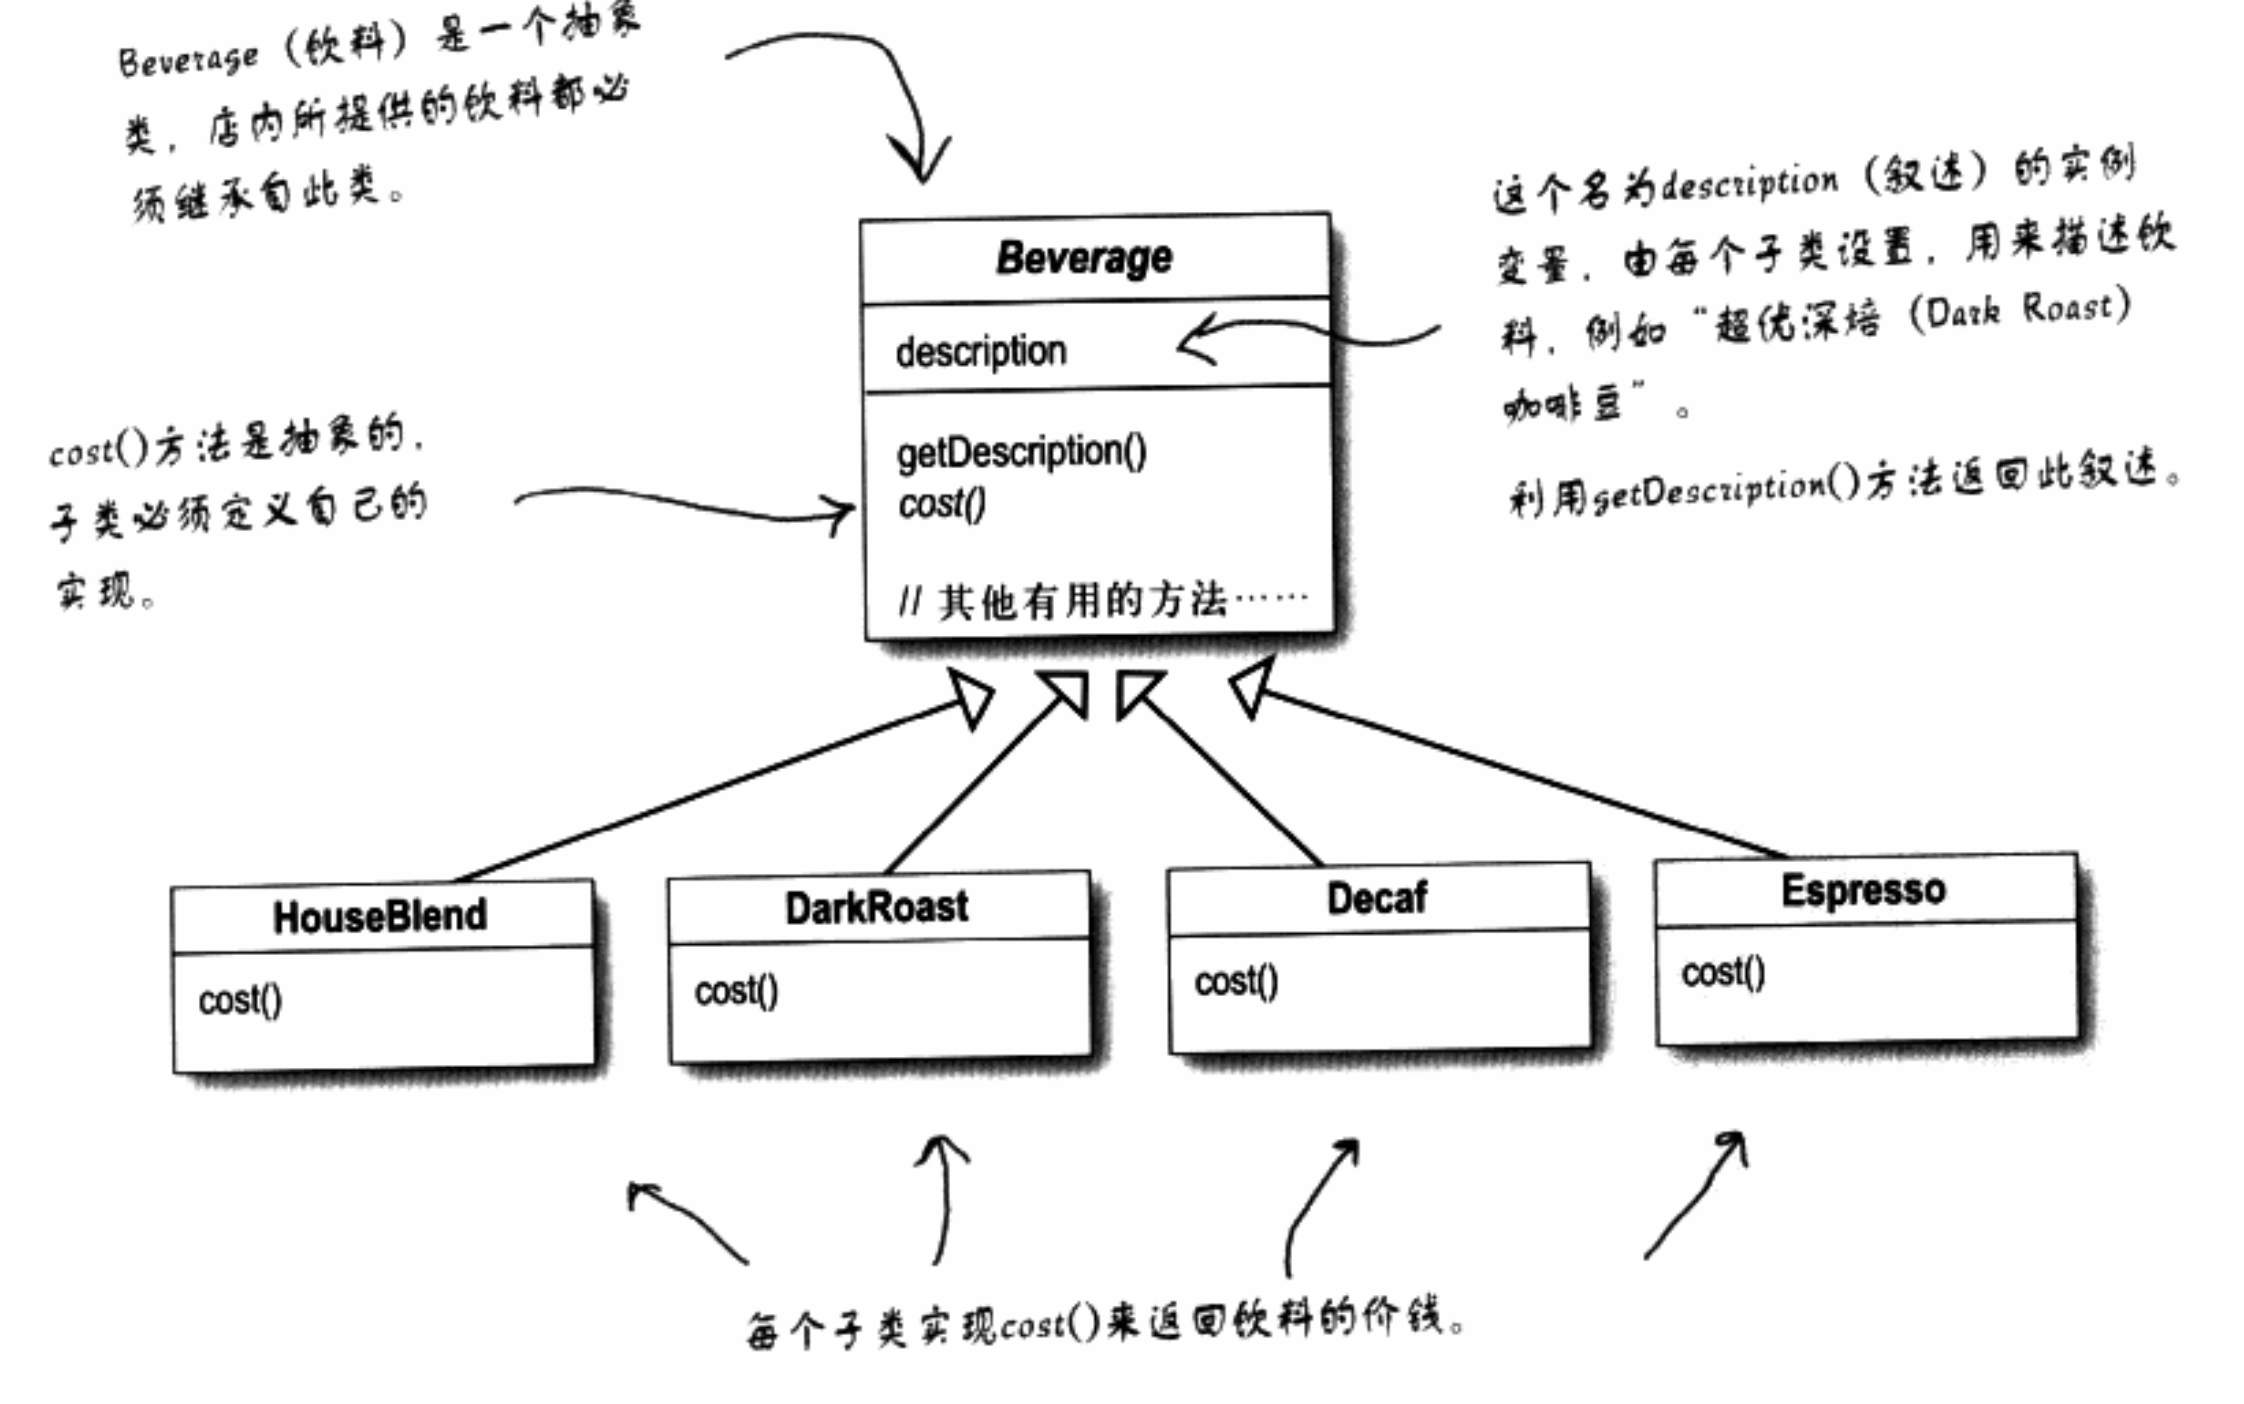 Beverage（饮料）是一个抽象
类，店内所提供的饮料都必
须继承自此类。
这个名为description（叙述）的实例
变量，由每个子类设置，用来描述饮
料，例如“超优深焙（Dark Roast）
咖啡豆”。
利用getDescription()方法返回此叙述。
cost()方法是抽象的，
子类必须定义自己的
实现。
Beverage
description
getDescription()
cost()
// 其他有用的方法……
HouseBlend
cost()
DarkRoast
cost()
Decaf
cost()
Espresso
cost()
每个子类实现cost()来返回饮料的价钱。